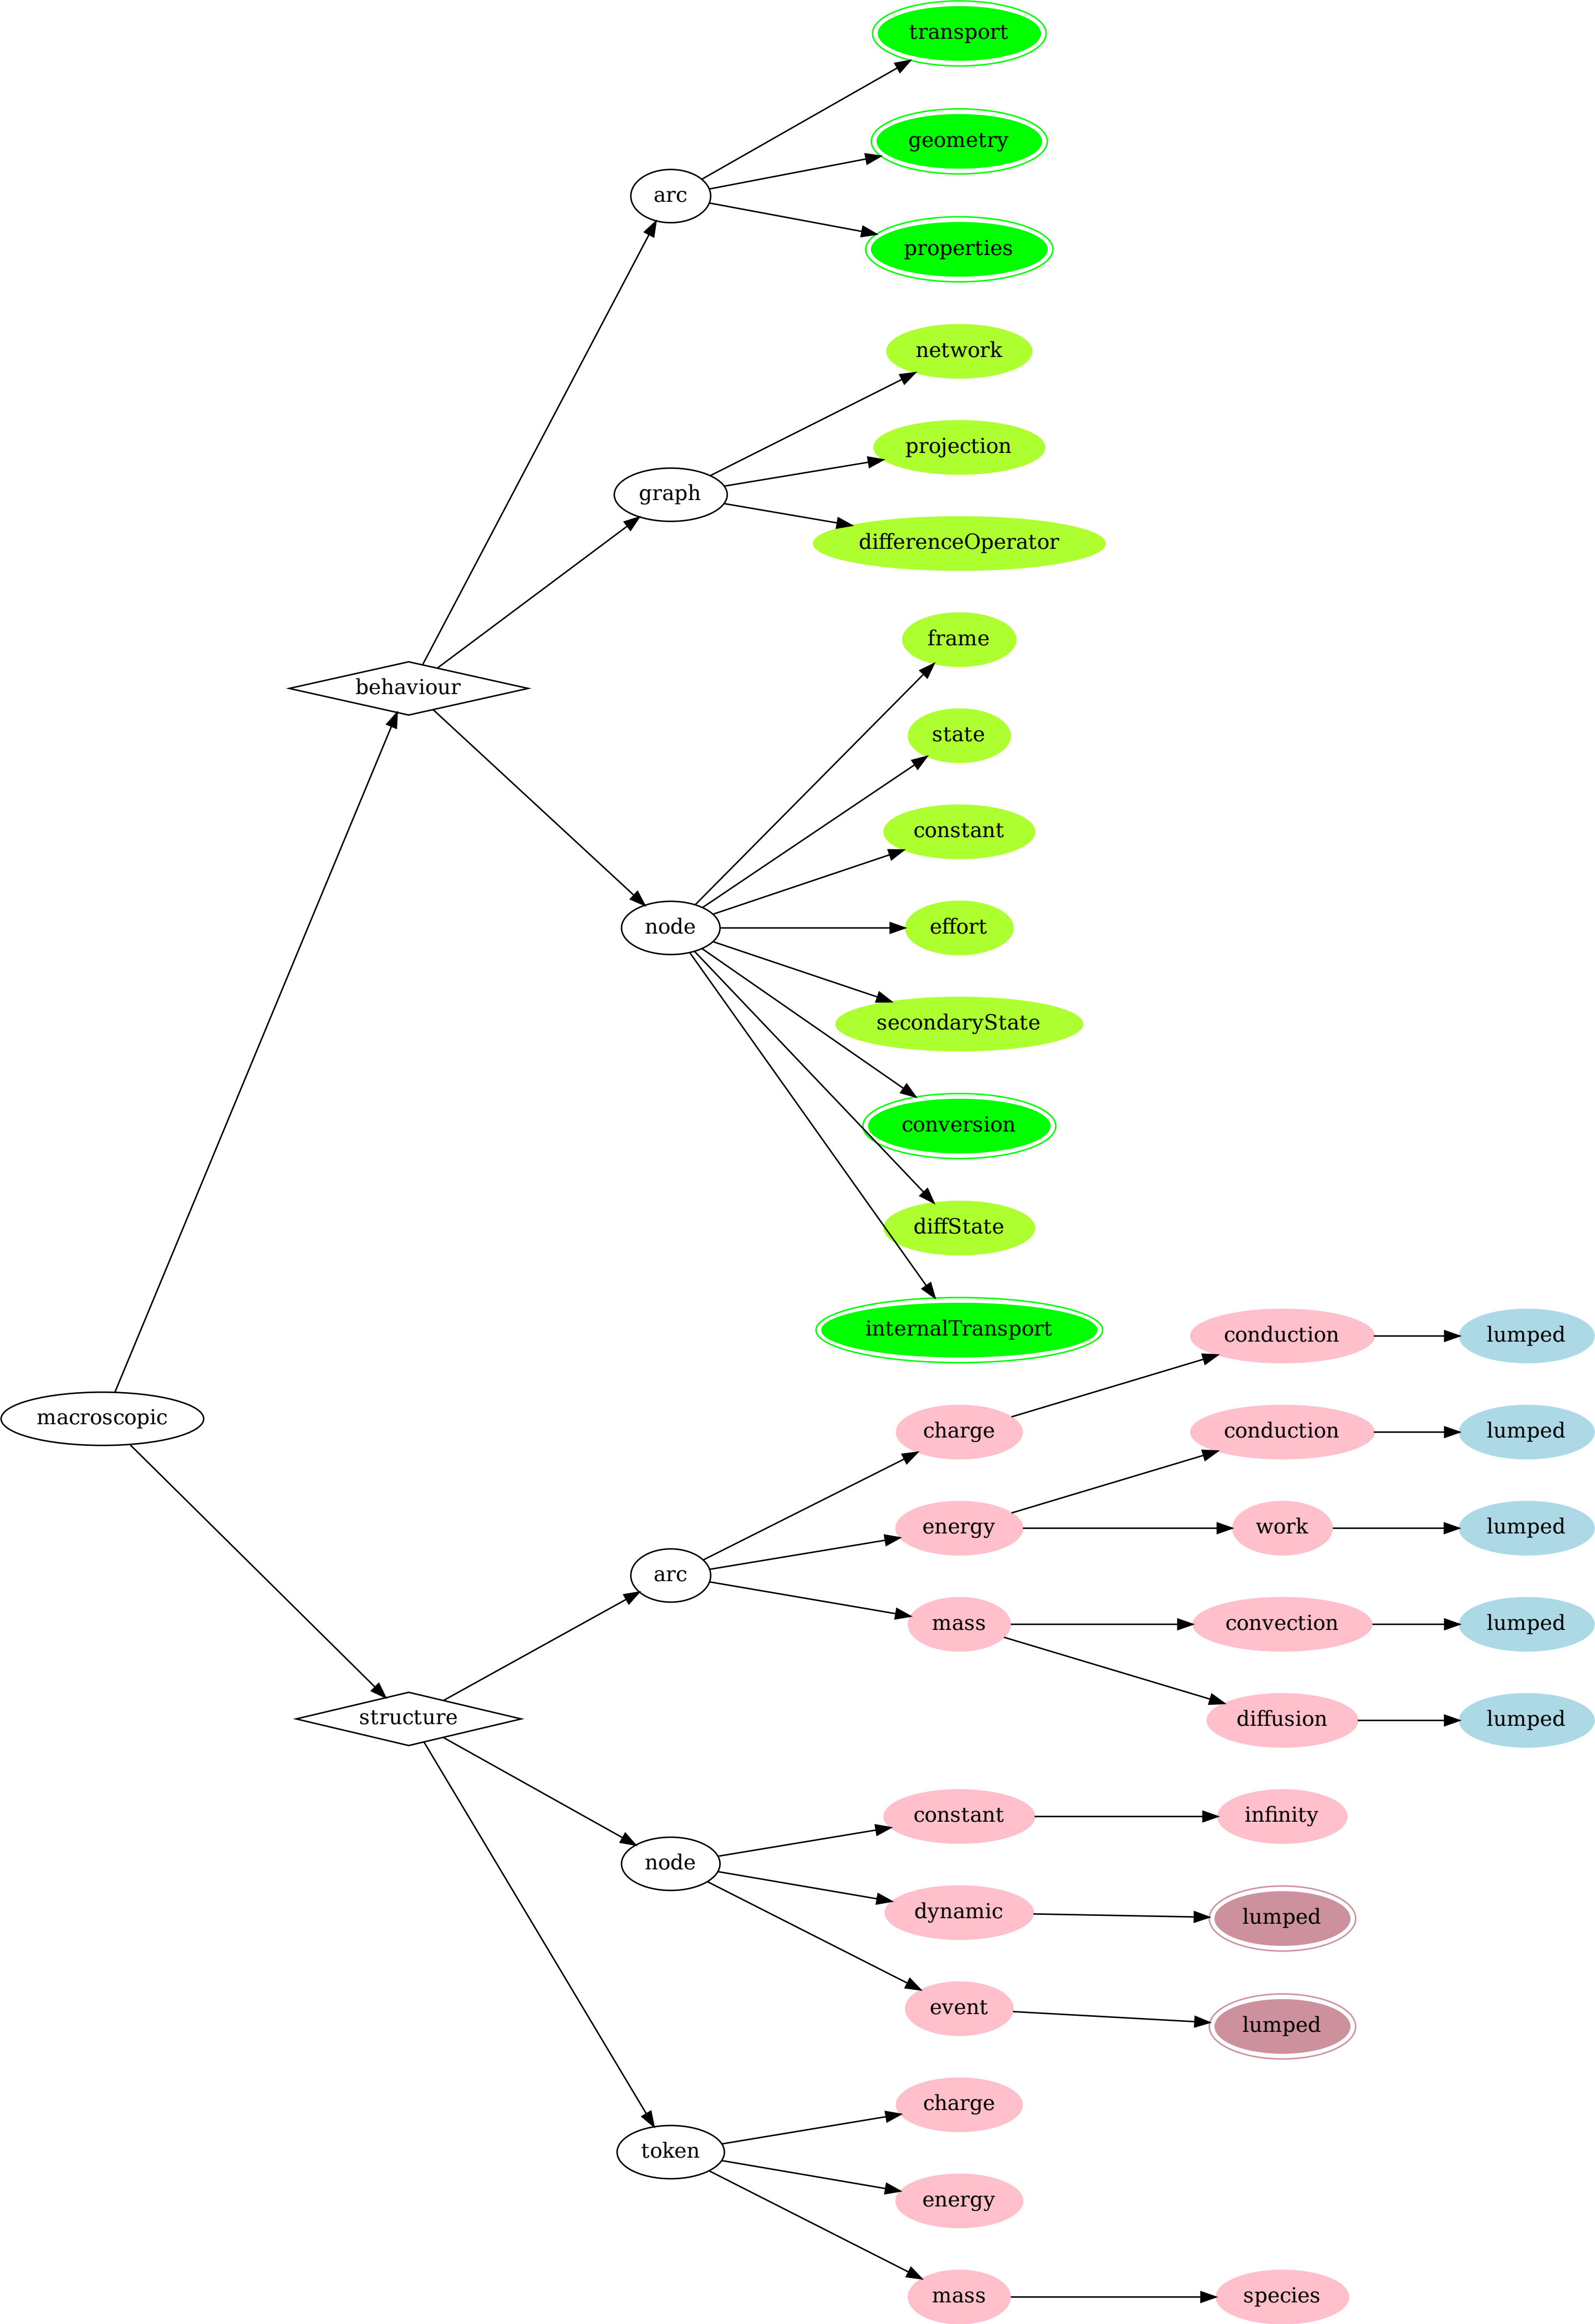 transport
geometry
arc
properties
network
projection
graph
differenceOperator
frame
behaviour
state
constant
node
effort
secondaryState
conversion
diffState
internalTransport
conduction
lumped
macroscopic
charge
conduction
lumped
energy
work
lumped
arc
mass
convection
lumped
structure
diffusion
lumped
constant
infinity
node
dynamic
lumped
event
lumped
charge
token
energy
mass
species